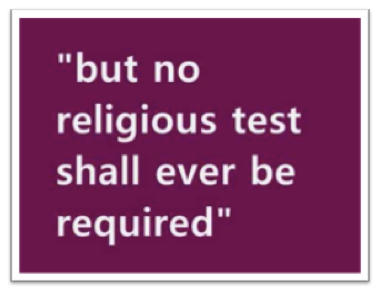 "but no
religious test
shall ever be
required"